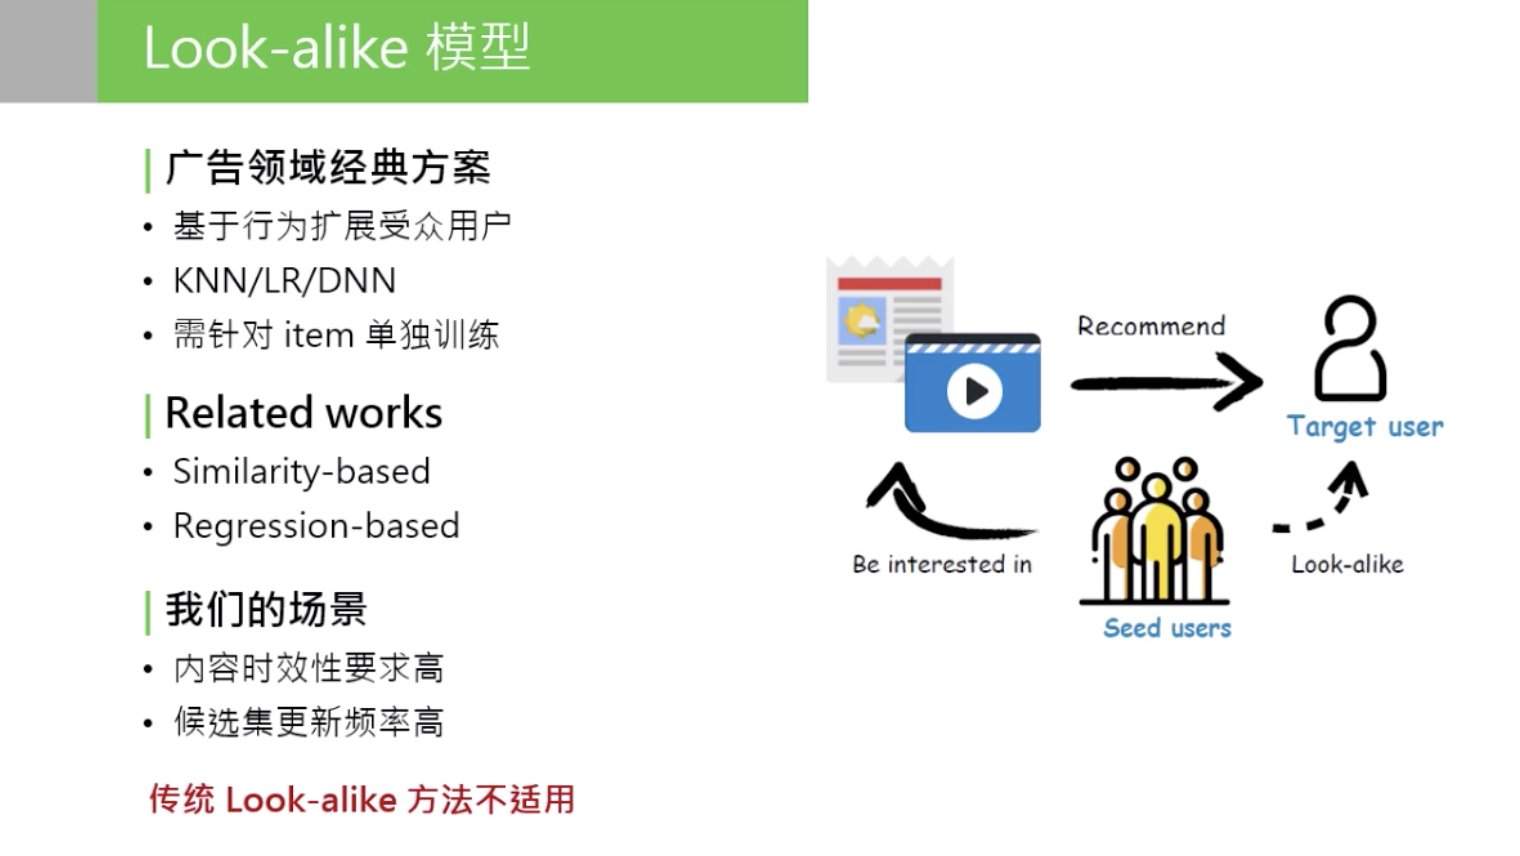 Look-alike 模型
广告领域经典方案
• 基于行为扩展受众用户
• KNN/LR/DNN
• 需针对 item 单独训练
Related works
• Similarity-based
• Regression-based
我们的场景
• 内容时效性要求高
• 候选集更新频率高
传统 Look-alike 方法不适用
Recommend
Target user
Be interested in
Look-alike
Seed users